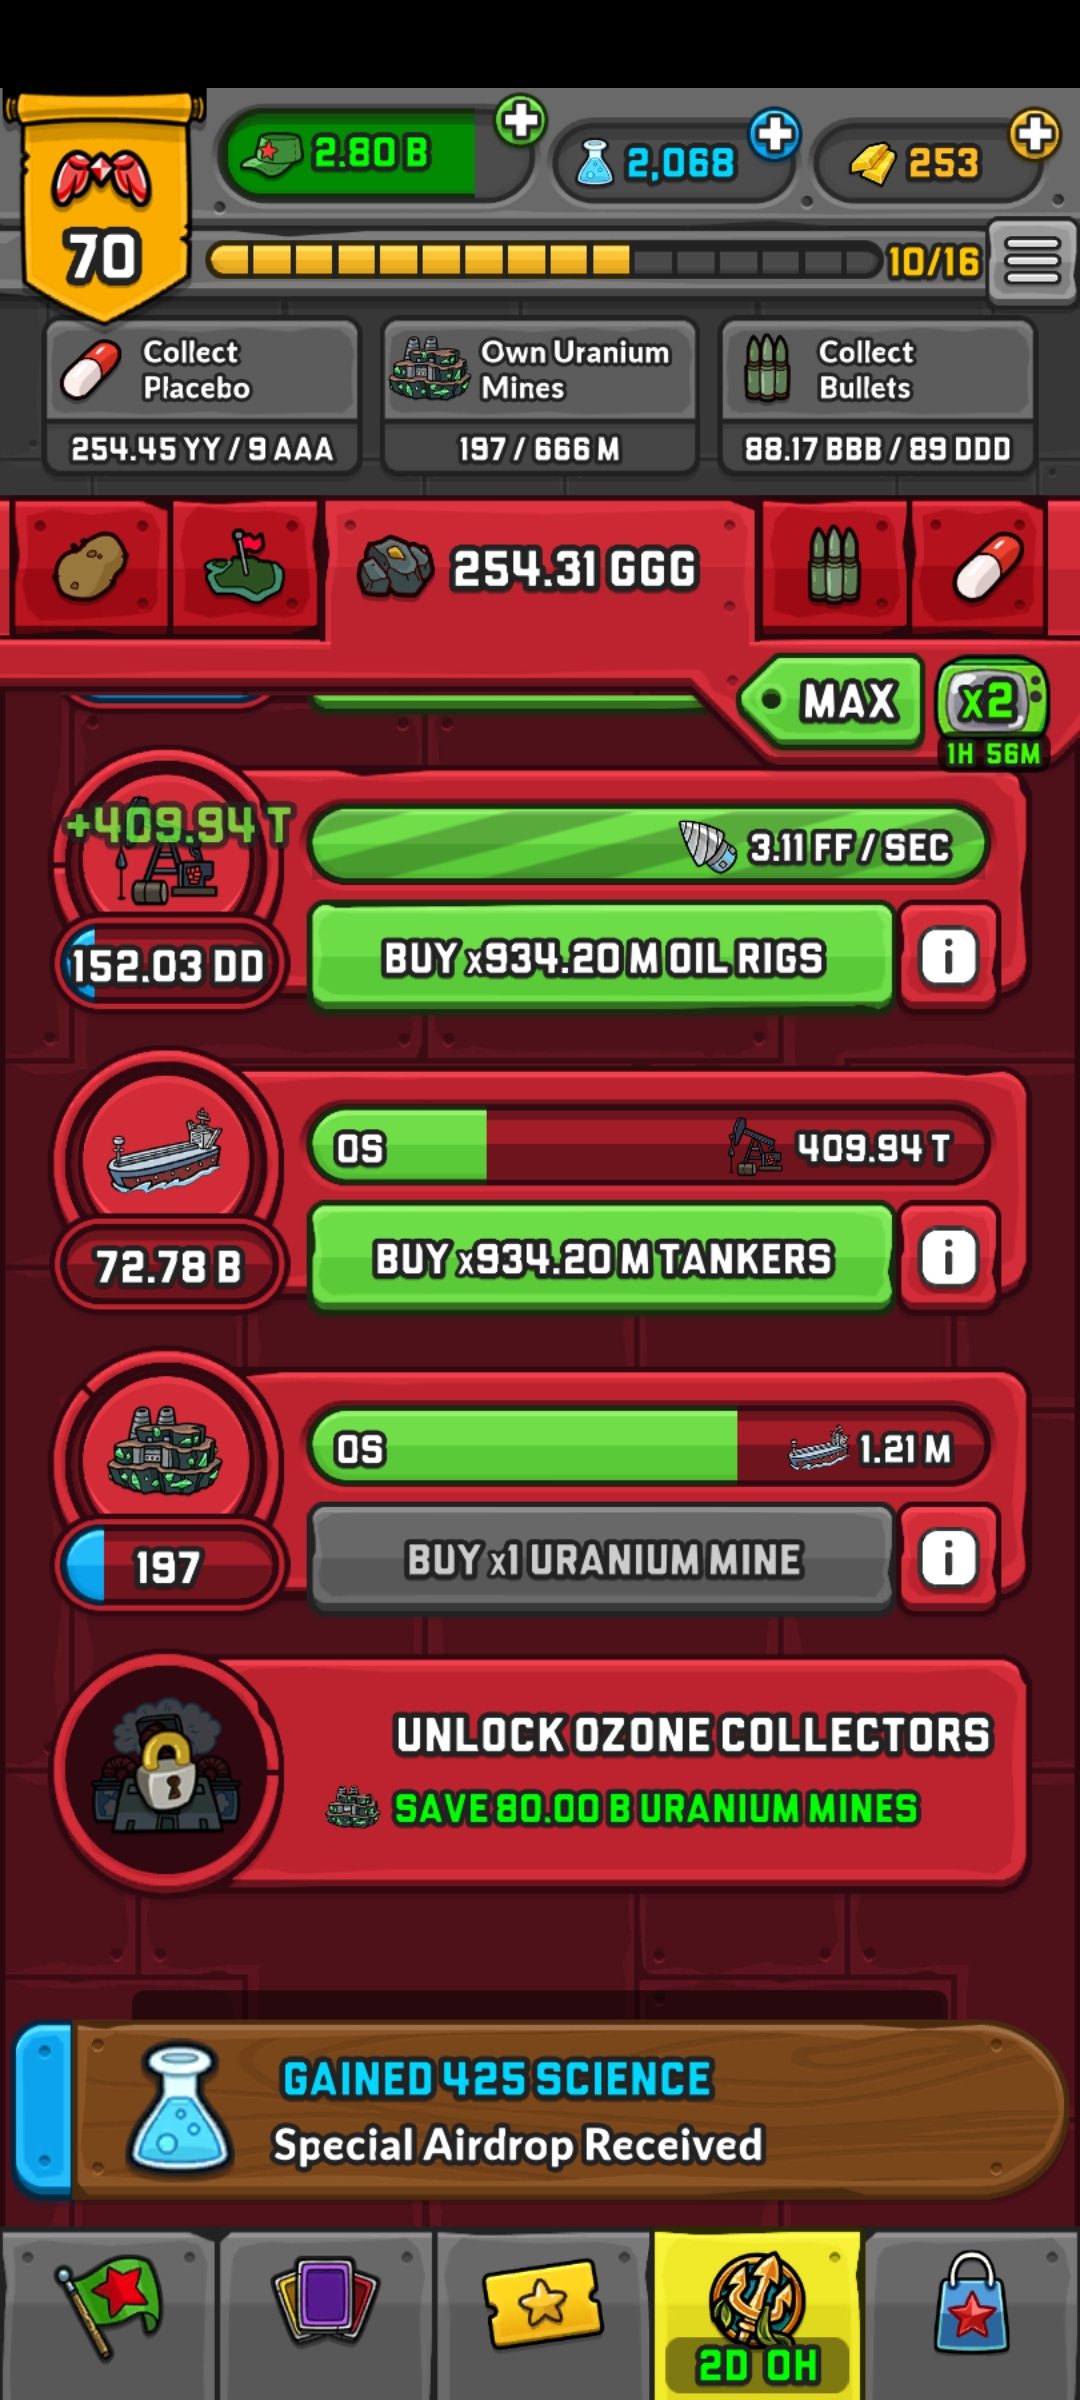 2.80 B
2,068
253
70
10/16
Collect
Placebo
254.45 YY / 9 AAA
Own Uranium
Mines
197 / 666 M
Collect
Bullets
88.17 BBB / 89 DDD
254.31 GGG
MAX
x2
1H 56M
+409.94 T
3.11 FF / SEC
152.03 DD
BUY x934.20 M OIL RIGS
i
0S
409.94 T
72.78 B
BUY x934.20 M TANKERS
i
0S
1.21 M
197
BUY x1 URANIUM MINE
i
UNLOCK OZONE COLLECTORS
SAVE 80.00 B URANIUM MINES
GAINED 425 SCIENCE
Special Airdrop Received
2D 0H